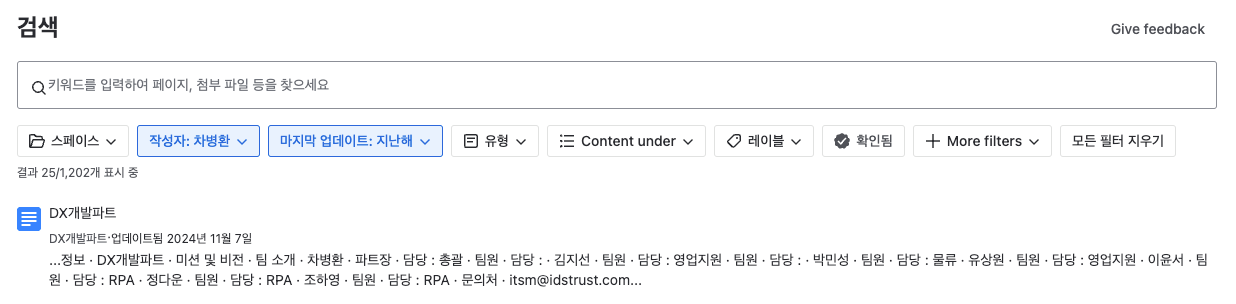 검색
Give feedback
키워드를 입력하여 페이지, 첨부 파일 등을 찾으세요
스페이스 작성자: 차병환 마지막 업데이트: 지난해 유형 Content under 레이블 확인됨 More filters 모든 필터 지우기
결과 25/1,202개 표시 중
DX개발파트
DX개발파트·업데이트됨 2024년 11월 7일
...정보 · DX개발파트 · 미션 및 비전 · 팀 소개 · 차병환 · 파트장 · 담당 : 총괄 · 팀원 · 담당 : · 김지선 · 팀원 · 담당 : 영업지원 · 팀원 · 담당 : · 박민성 · 팀원 · 담당 : 물류 · 유상원 · 팀원 · 담당 : 영업지원 · 이윤서 · 팀
원 · 담당 : RPA · 정다운 · 팀원 · 담당 : RPA · 조하영 · 팀원 · 담당 : RPA · 문의처 · itsm@idstrust.com...